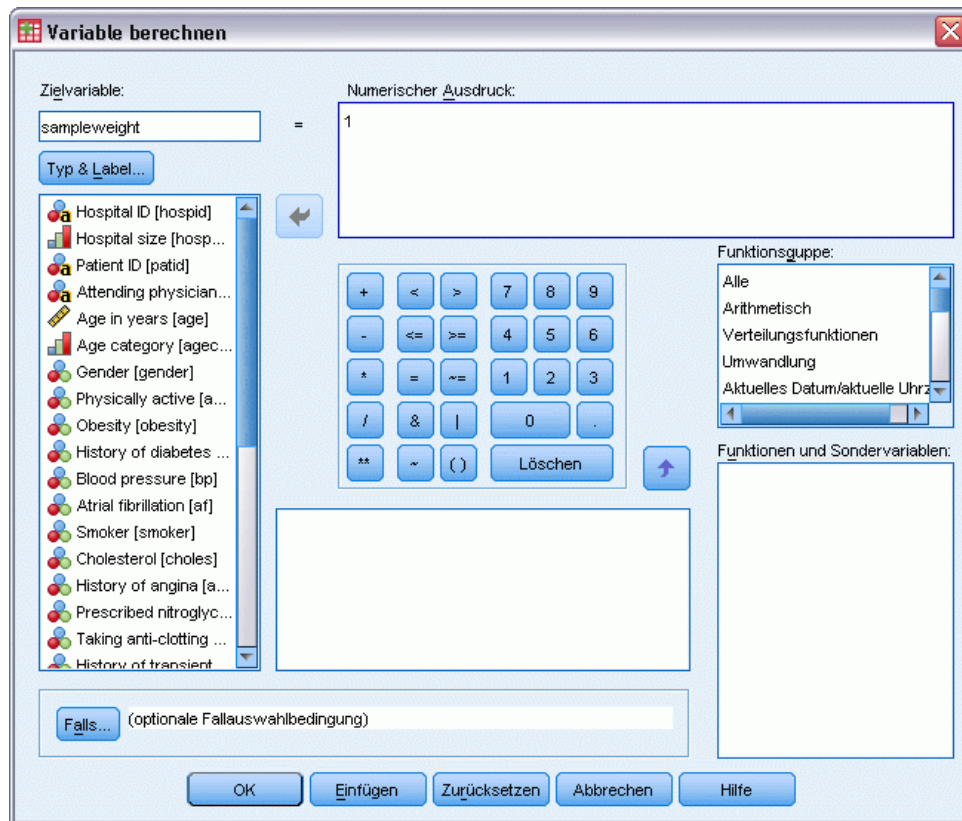 Variable berechnen
Zielvariable:
sampleweight
=
Numerischer Ausdruck:
1
Typ & Label...
Hospital ID [hospid]
Hospital size [hosp...
Patient ID [patid]
Attending physician...
Age in years [age]
Age category [agec...
Gender [gender]
Physically active [a...
Obesity [obesity]
History of diabetes ...
Blood pressure [bp]
Atrial fibrillation [af]
Smoker [smoker]
Cholesterol [choles]
History of angina [a...
Prescribed nitroglyc...
Taking anti-clotting ...
History of transient
+ < > 7 8 9
- <= >= 4 5 6
* = ~= 1 2 3
/ & | 0 .
** ~ ( ) Löschen
Funktionsgruppe:
Alle
Arithmetisch
Verteilungsfunktionen
Umwandlung
Aktuelles Datum/aktuelle Uhrz
Funktionen und Sondervariablen:
Falls... (optionale Fallauswahlbedingung)
OK Einfügen Zurücksetzen Abbrechen Hilfe